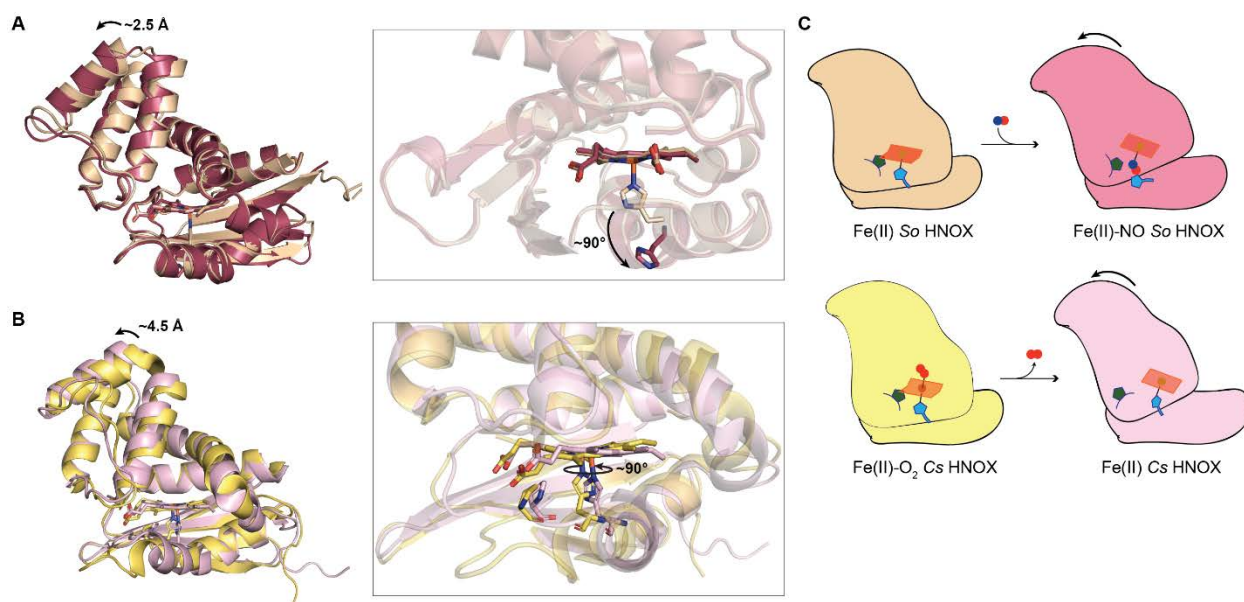 A
~2.5 Å
~90°
B
~4.5 Å
~90°
C
Fe(II) So HNOX
Fe(II)-NO So HNOX
Fe(II)-O₂ Cs HNOX
Fe(II) Cs HNOX